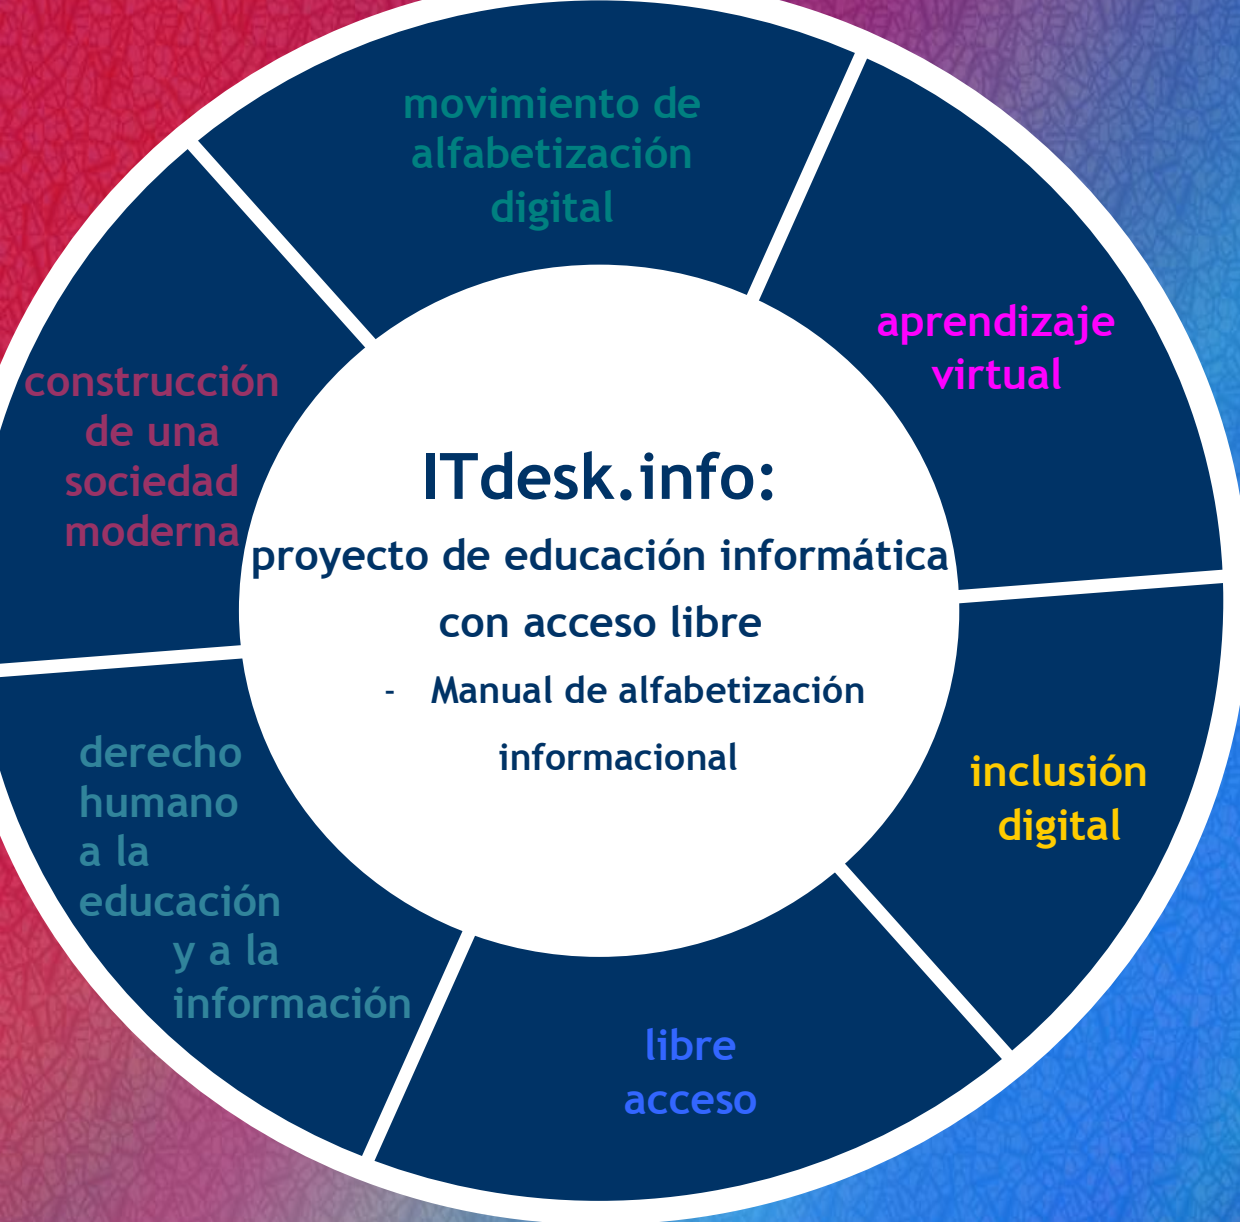 movimiento de
alfabetización
digital
aprendizaje
virtual
construcción
de una
sociedad
moderna
ITdesk.info:
proyecto de educación informática
con acceso libre
- Manual de alfabetización
informacional
derecho
humano
a la
educación
y a la
información
inclusión
digital
libre
acceso